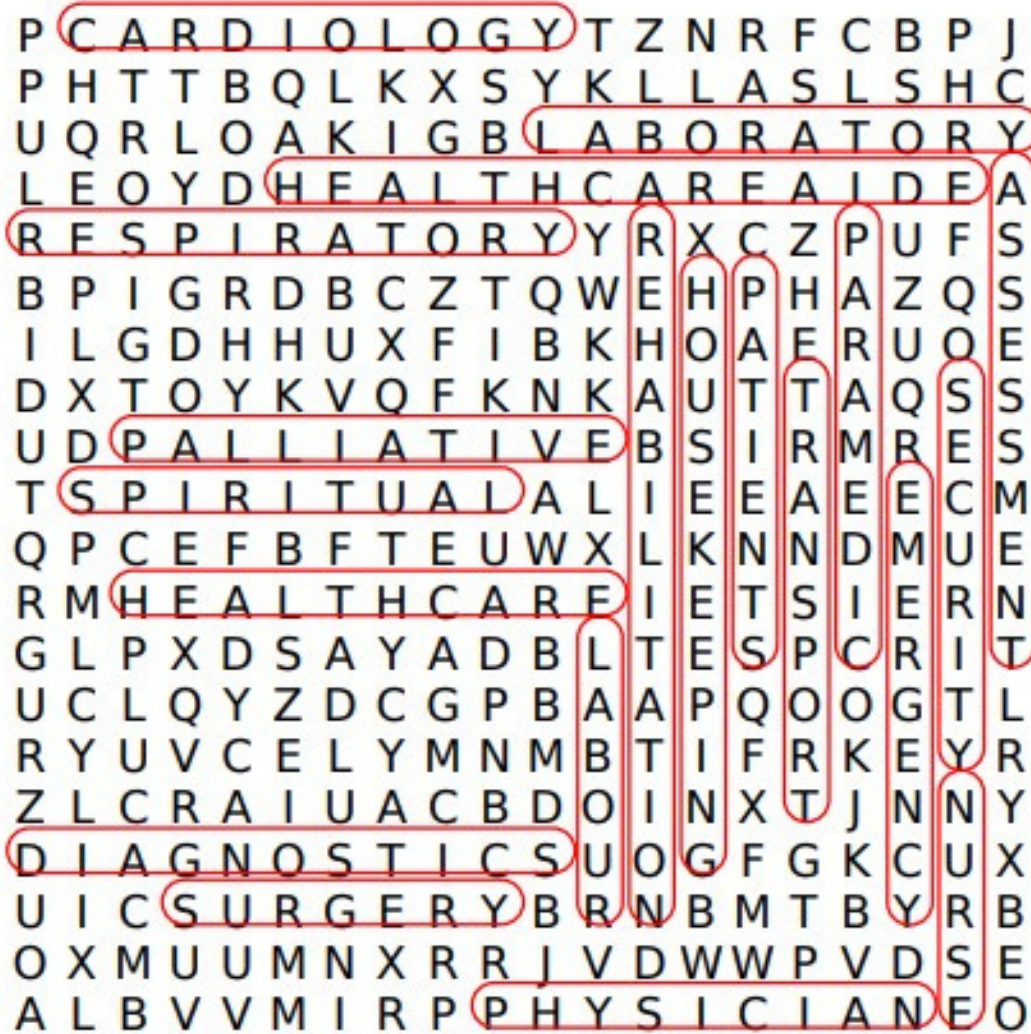 P C A R D I O L O G Y T Z N R F C B P J
P H T T B Q L K X S Y K L L A S L S H C
U Q R L O A K I G B L A B O R A T O R Y
L E O Y D H E A L T H C A R E A I D E A
R E S P I R A T O R Y Y R X C Z P U F S
B P I G R D B C Z T Q W E H P H A Z Q S
I L G D H H U X F I B K H O A E R U O E
D X T O Y K V Q F K N K A U T T A Q S S
U D P A L L I A T I V E B S I R M R E S
T S P I R I T U A L A L I E E A E E C M
Q P C E F B F T E U W X L K N N D M U E
R M H E A L T H C A R E I E T S I E R N
G L P X D S A Y A D B L T E S P C R I T
U C L Q Y Z D C G P B A A P Q O O G T L
R Y U V C E L Y M N M B T I F R K E Y R
Z L C R A I U A C B D O I N X T J N N Y
D I A G N O S T I C S U O G F G K C U X
U I C S U R G E R Y B R N B M T B Y R B
O X M U U M N X R R J V D W W P V D S E
A L B V V M I R P P H Y S I C I A N E O